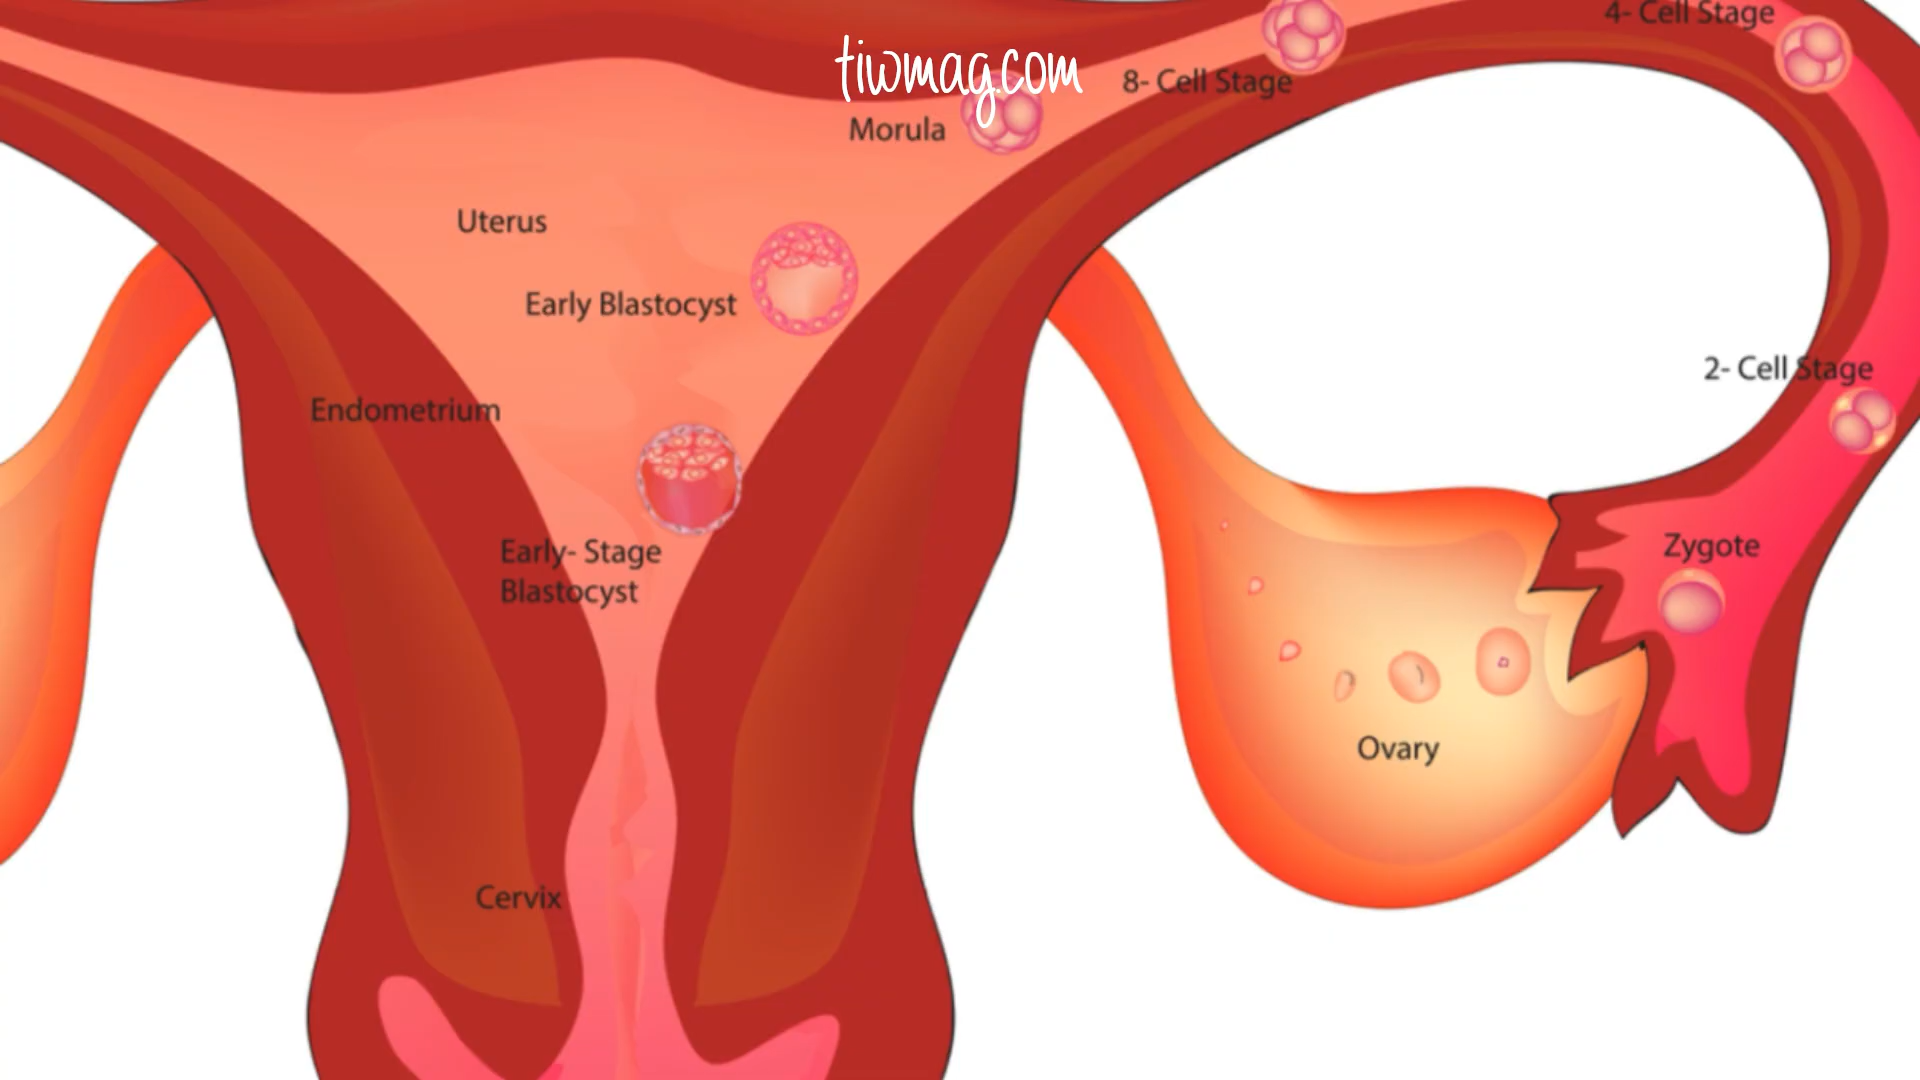 4- Cell Stage
tiwmag.com
8- Cell Stage
Morula
Uterus
Early Blastocyst
2- Cell Stage
Endometrium
Early- Stage
Blastocyst
Zygote
Ovary
Cervix